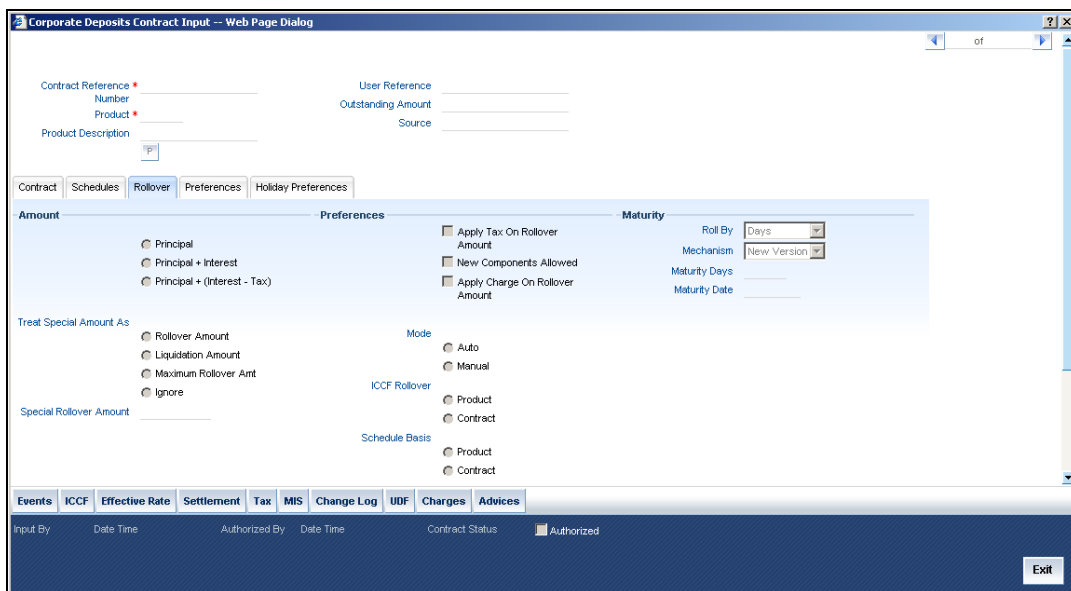 Corporate Deposits Contract Input -- Web Page Dialog
? X
of
Contract Reference *
Number
Product *
Product Description
P
User Reference
Outstanding Amount
Source
Contract Schedules Rollover Preferences Holiday Preferences
Amount
Principal
Principal + Interest
Principal + (Interest - Tax)
Treat Special Amount As
Rollover Amount
Liquidation Amount
Maximum Rollover Amt
Ignore
Special Rollover Amount
Preferences
Apply Tax On Rollover
Amount
New Components Allowed
Apply Charge On Rollover
Amount
Mode
Auto
Manual
ICCF Rollover
Product
Contract
Schedule Basis
Product
Contract
Maturity
Roll By Days
Mechanism New Version
Maturity Days
Maturity Date
Events ICCF Effective Rate Settlement Tax MIS Change Log UDF Charges Advices
Input By Date Time Authorized By Date Time Contract Status Authorized
Exit